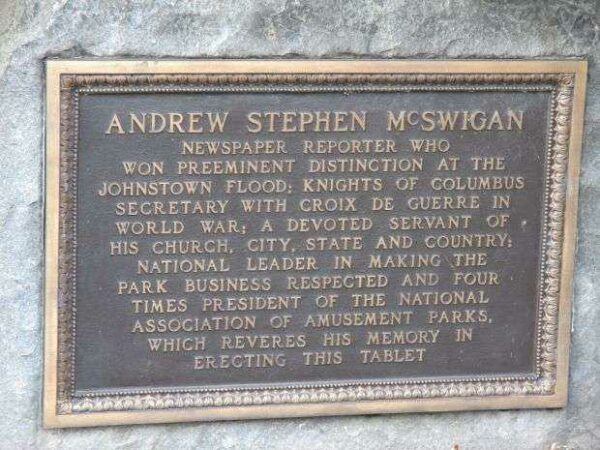 ANDREW STEPHEN McSWIGAN
NEWSPAPER REPORTER WHO
WON PREEMINENT DISTINCTION AT THE
JOHNSTOWN FLOOD; KNIGHTS OF COLUMBUS
SECRETARY WITH CROIX DE GUERRE IN
WORLD WAR; A DEVOTED SERVANT OF
HIS CHURCH, CITY, STATE AND COUNTRY;
NATIONAL LEADER IN MAKING THE
PARK BUSINESS RESPECTED AND FOUR
TIMES PRESIDENT OF THE NATIONAL
ASSOCIATION OF AMUSEMENT PARKS,
WHICH REVERES HIS MEMORY IN
ERECTING THIS TABLET